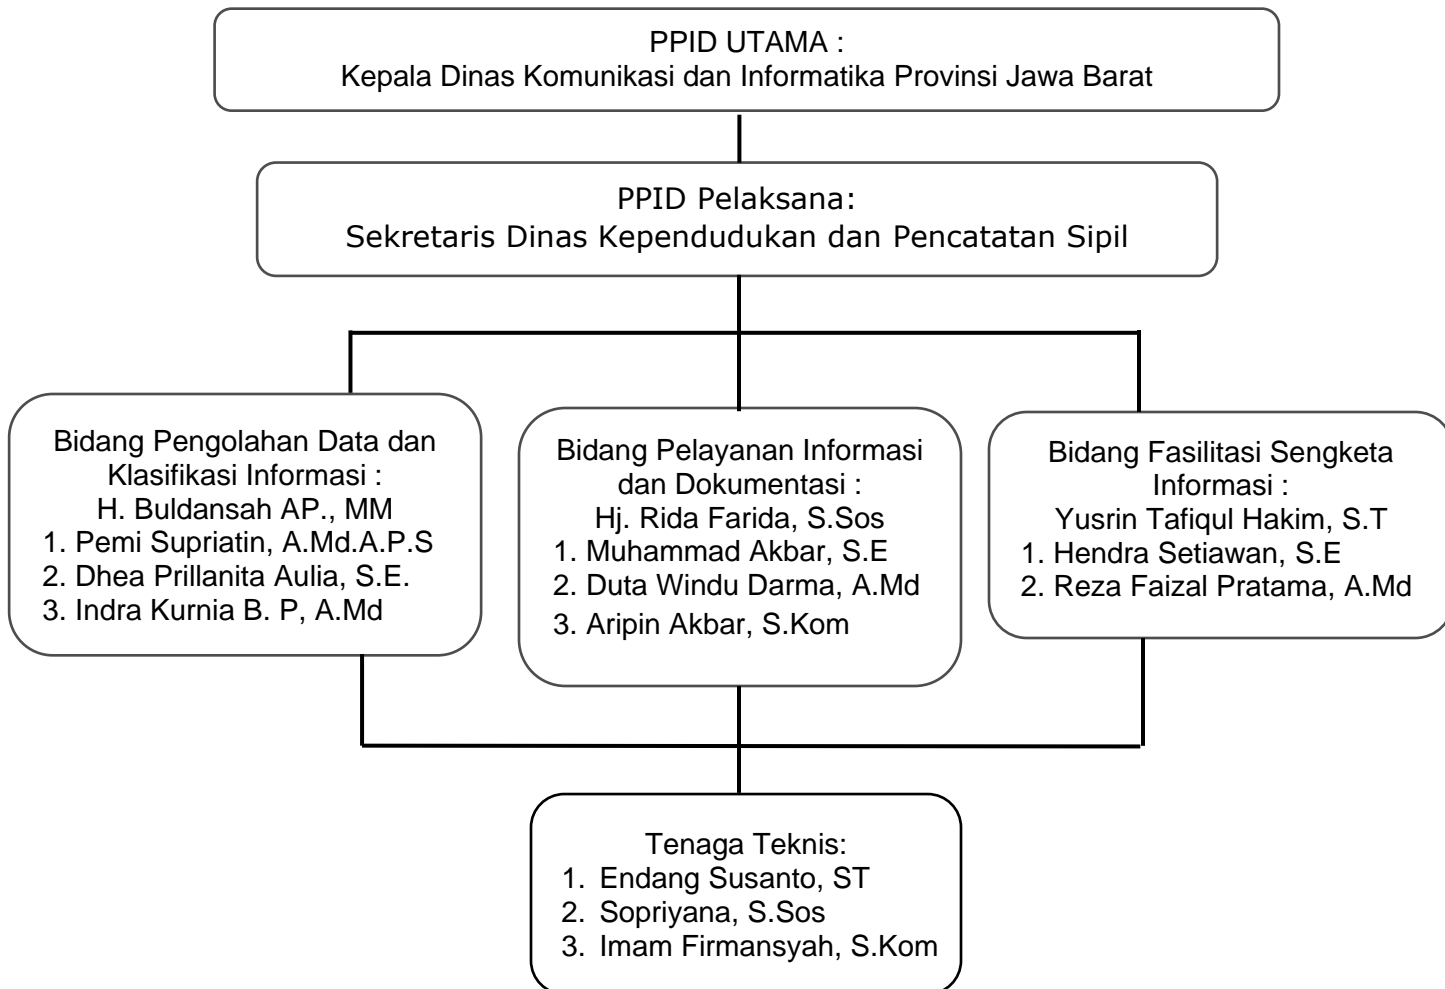 PPID UTAMA :
Kepala Dinas Komunikasi dan Informatika Provinsi Jawa Barat
PPID Pelaksana:
Sekretaris Dinas Kependudukan dan Pencatatan Sipil
Bidang Pengolahan Data dan
Klasifikasi Informasi :
H. Buldansah AP., MM
1. Pemi Supriatin, A.Md.A.P.S
2. Dhea Prillanita Aulia, S.E.
3. Indra Kurnia B. P, A.Md
Bidang Pelayanan Informasi
dan Dokumentasi :
Hj. Rida Farida, S.Sos
1. Muhammad Akbar, S.E
2. Duta Windu Darma, A.Md
3. Aripin Akbar, S.Kom
Bidang Fasilitasi Sengketa
Informasi :
Yusrin Tafiqul Hakim, S.T
1. Hendra Setiawan, S.E
2. Reza Faizal Pratama, A.Md
Tenaga Teknis:
1. Endang Susanto, ST
2. Sopriyana, S.Sos
3. Imam Firmansyah, S.Kom